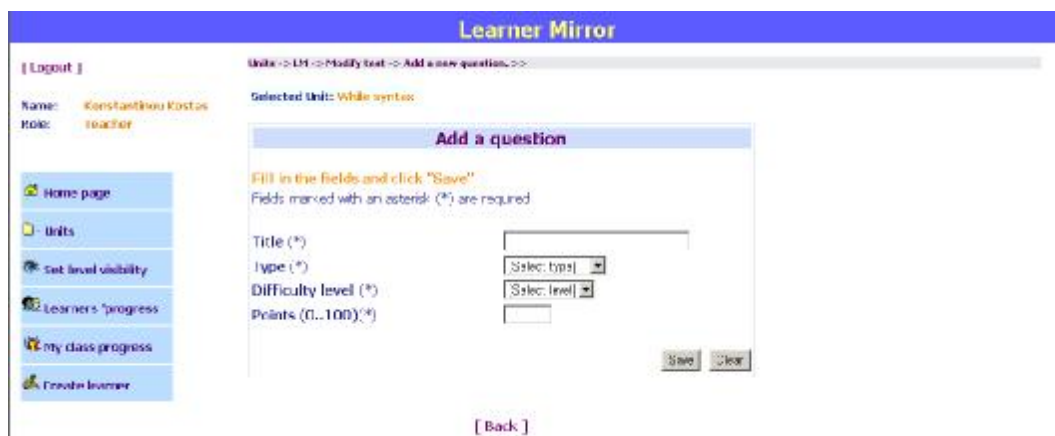 Learner Mirror
[ Logout ]
Units -> LM -> Modify test -> Add a new question. >>
Name: Konstantinou Kostas
Role: Teacher
Selected Unit: While syntax
Add a question
Fill in the fields and click "Save"
Fields marked with an asterisk (*) are required
Home page
Units
Set level visibility
Learners 'progress
My class progress
Create learner
Title (*)
Type (*) [Select type]
Difficulty level (*) [Select level]
Points (0..100)(*)
Save Clear
[ Back ]